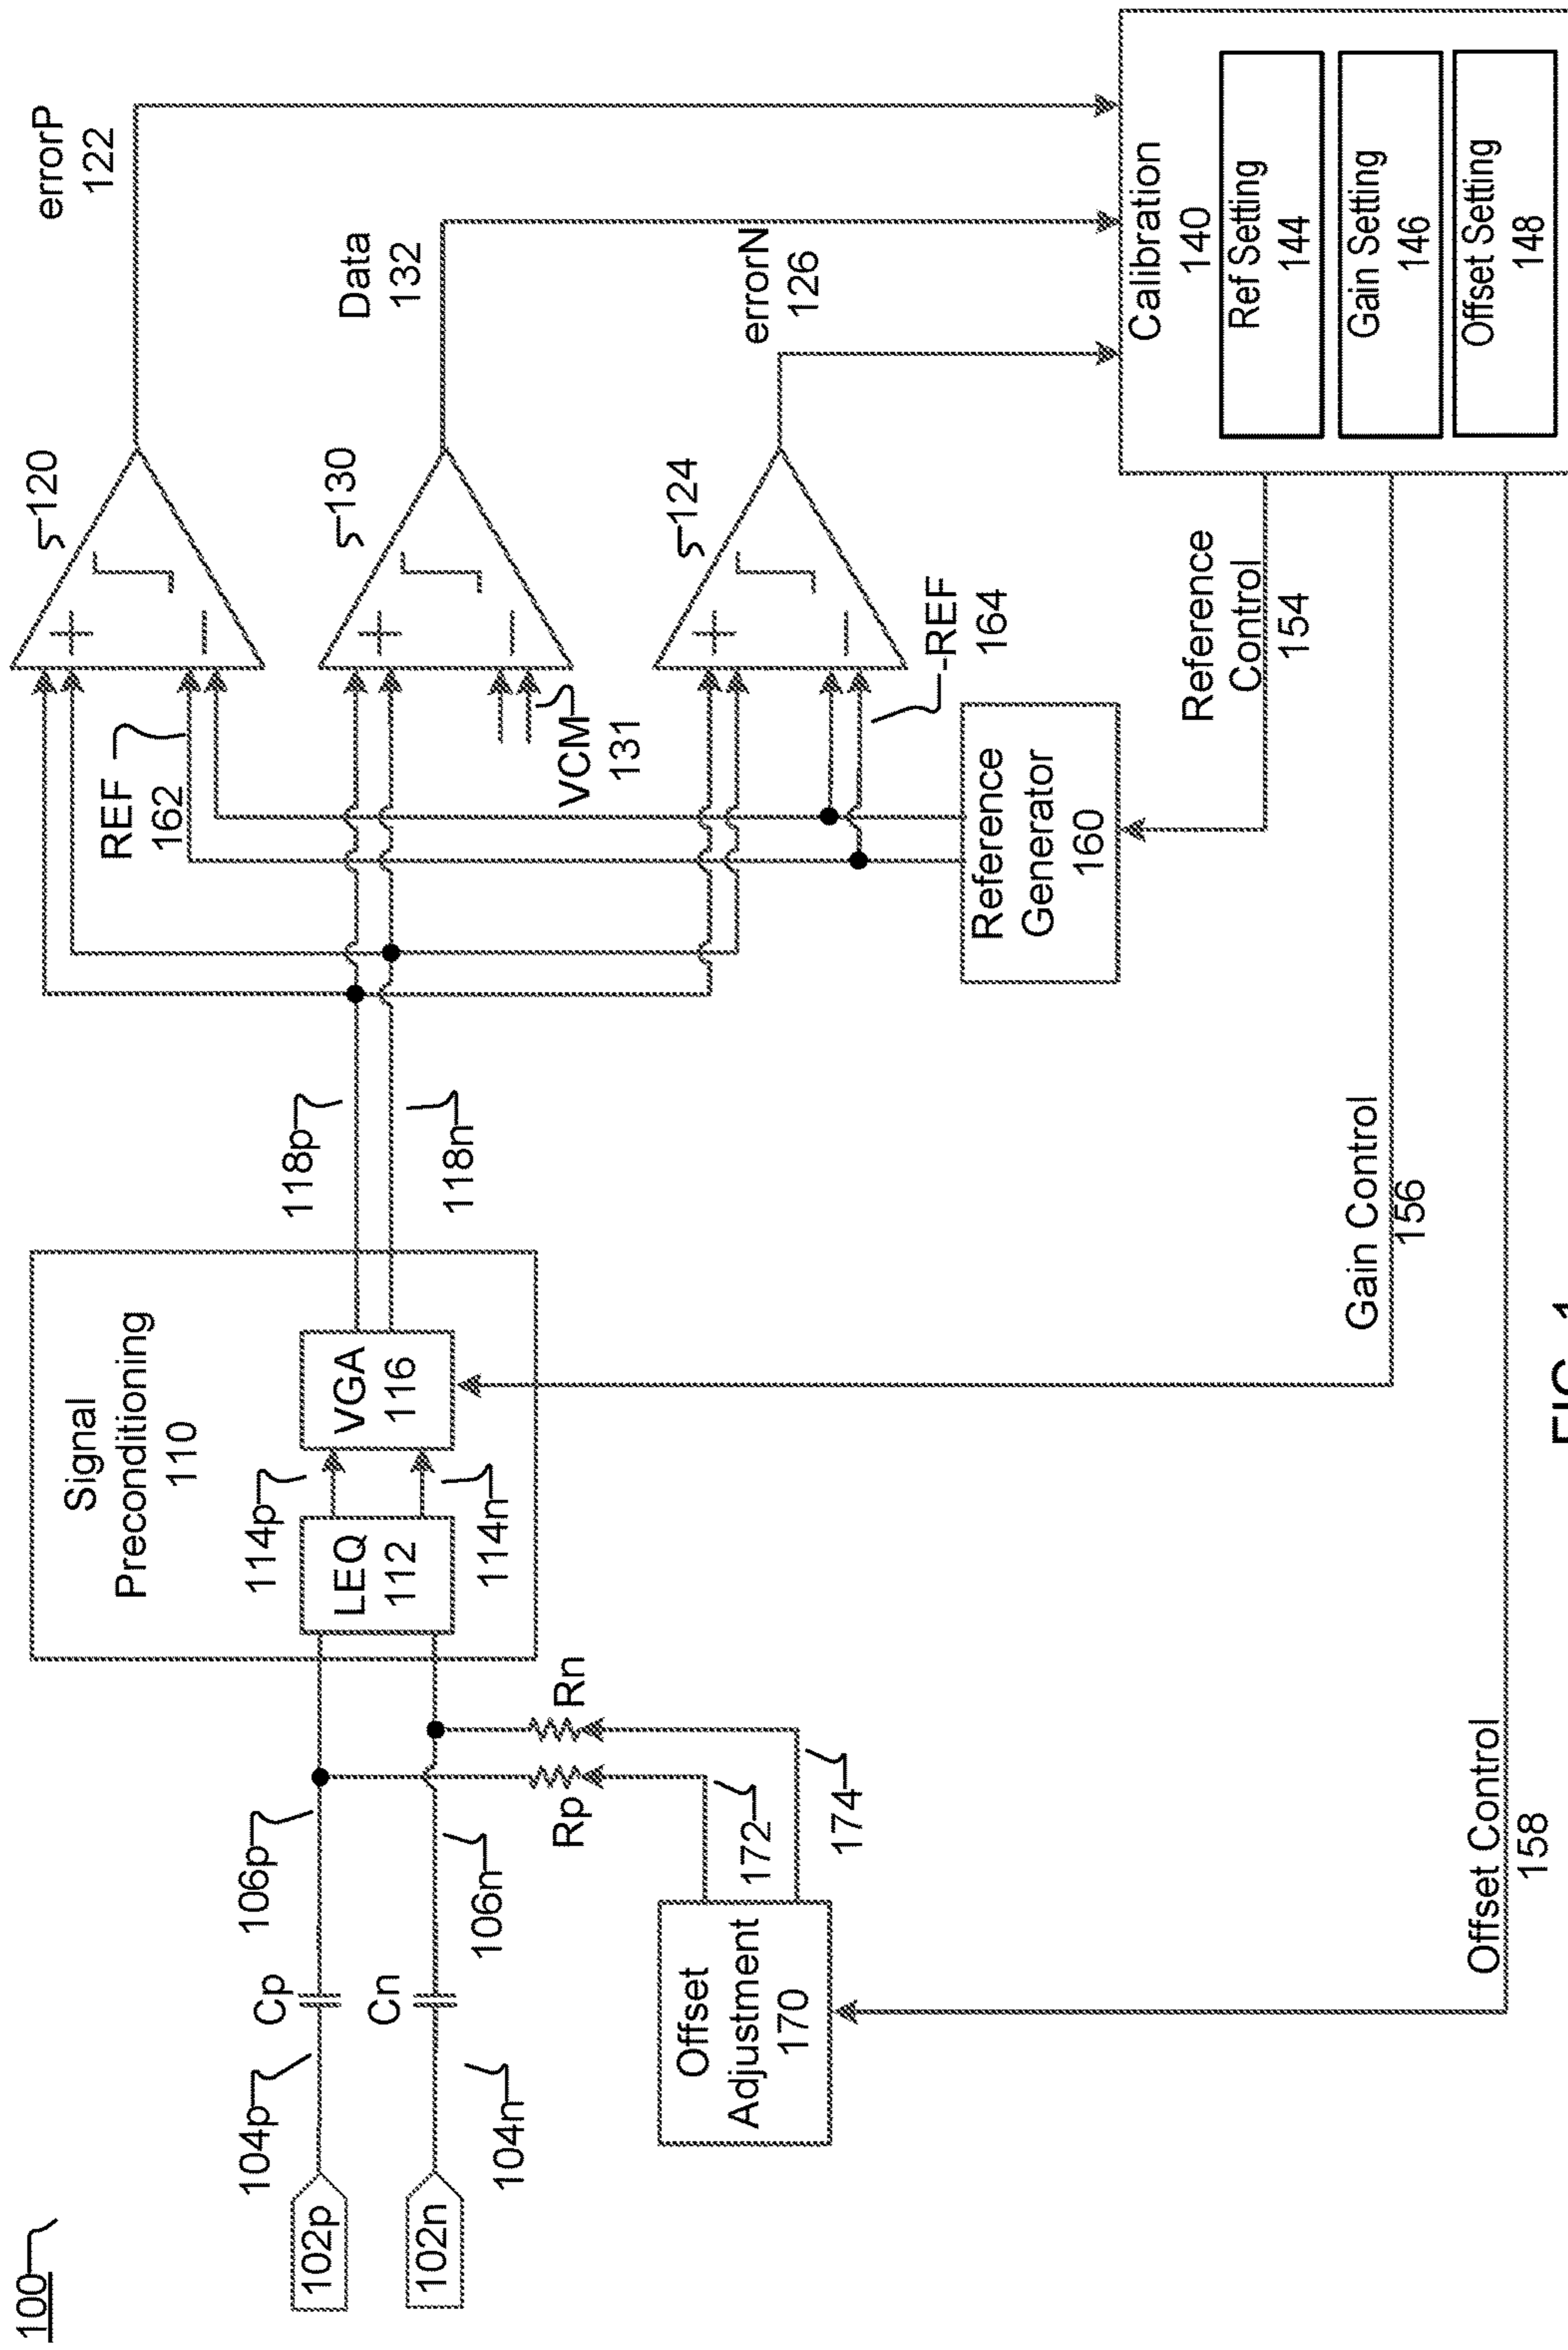 100
102p
102n
104p
104n
Cp
Cn
106p
106n
Rp
Rn
172
174
Offset
Adjustment
170
Signal
Preconditioning
110
LEQ
112
114p
114n
VGA
116
118p
118n
REF
162
VCM
131
-REF
164
Reference
Generator
160
120
130
124
errorP
122
Data
132
errorN
126
Calibration
140
Ref Setting
144
Gain Setting
146
Offset Setting
148
Reference
Control
154
Gain Control
156
Offset Control
158
FIG. 1